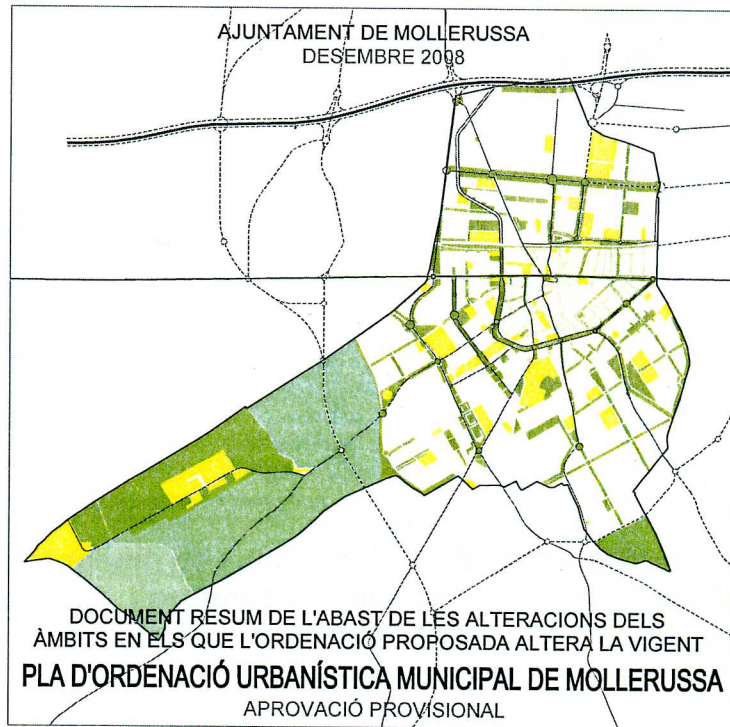 AJUNTAMENT DE MOLLERUSSA
DESEMBRE 2008
DOCUMENT RESUM DE L'ABAST DE LES ALTERACIONS DELS
ÀMBITS EN ELS QUE L'ORDENACIÓ PROPOSADA ALTERA LA VIGENT
PLA D'ORDENACIÓ URBANÍSTICA MUNICIPAL DE MOLLERUSSA
APROVACIÓ PROVISIONAL